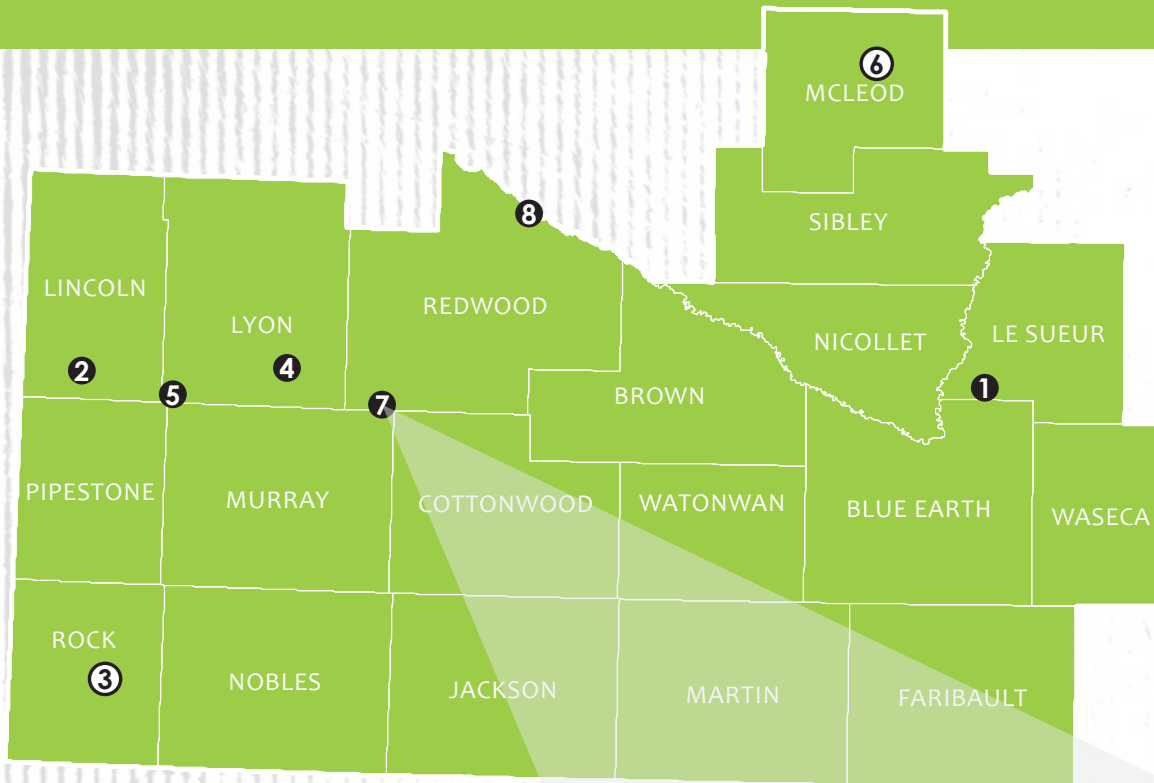 6
MCLEOD
8
SIBLEY
LINCOLN
REDWOOD
LYON
NICOLLET
LE SUEUR
2
4
1
5
BROWN
7
PIPESTONE
MURRAY
COTTONWOOD
WATONWAN
BLUE EARTH
WASECA
ROCK
3
NOBLES
JACKSON
MARTIN
FARIBAULT